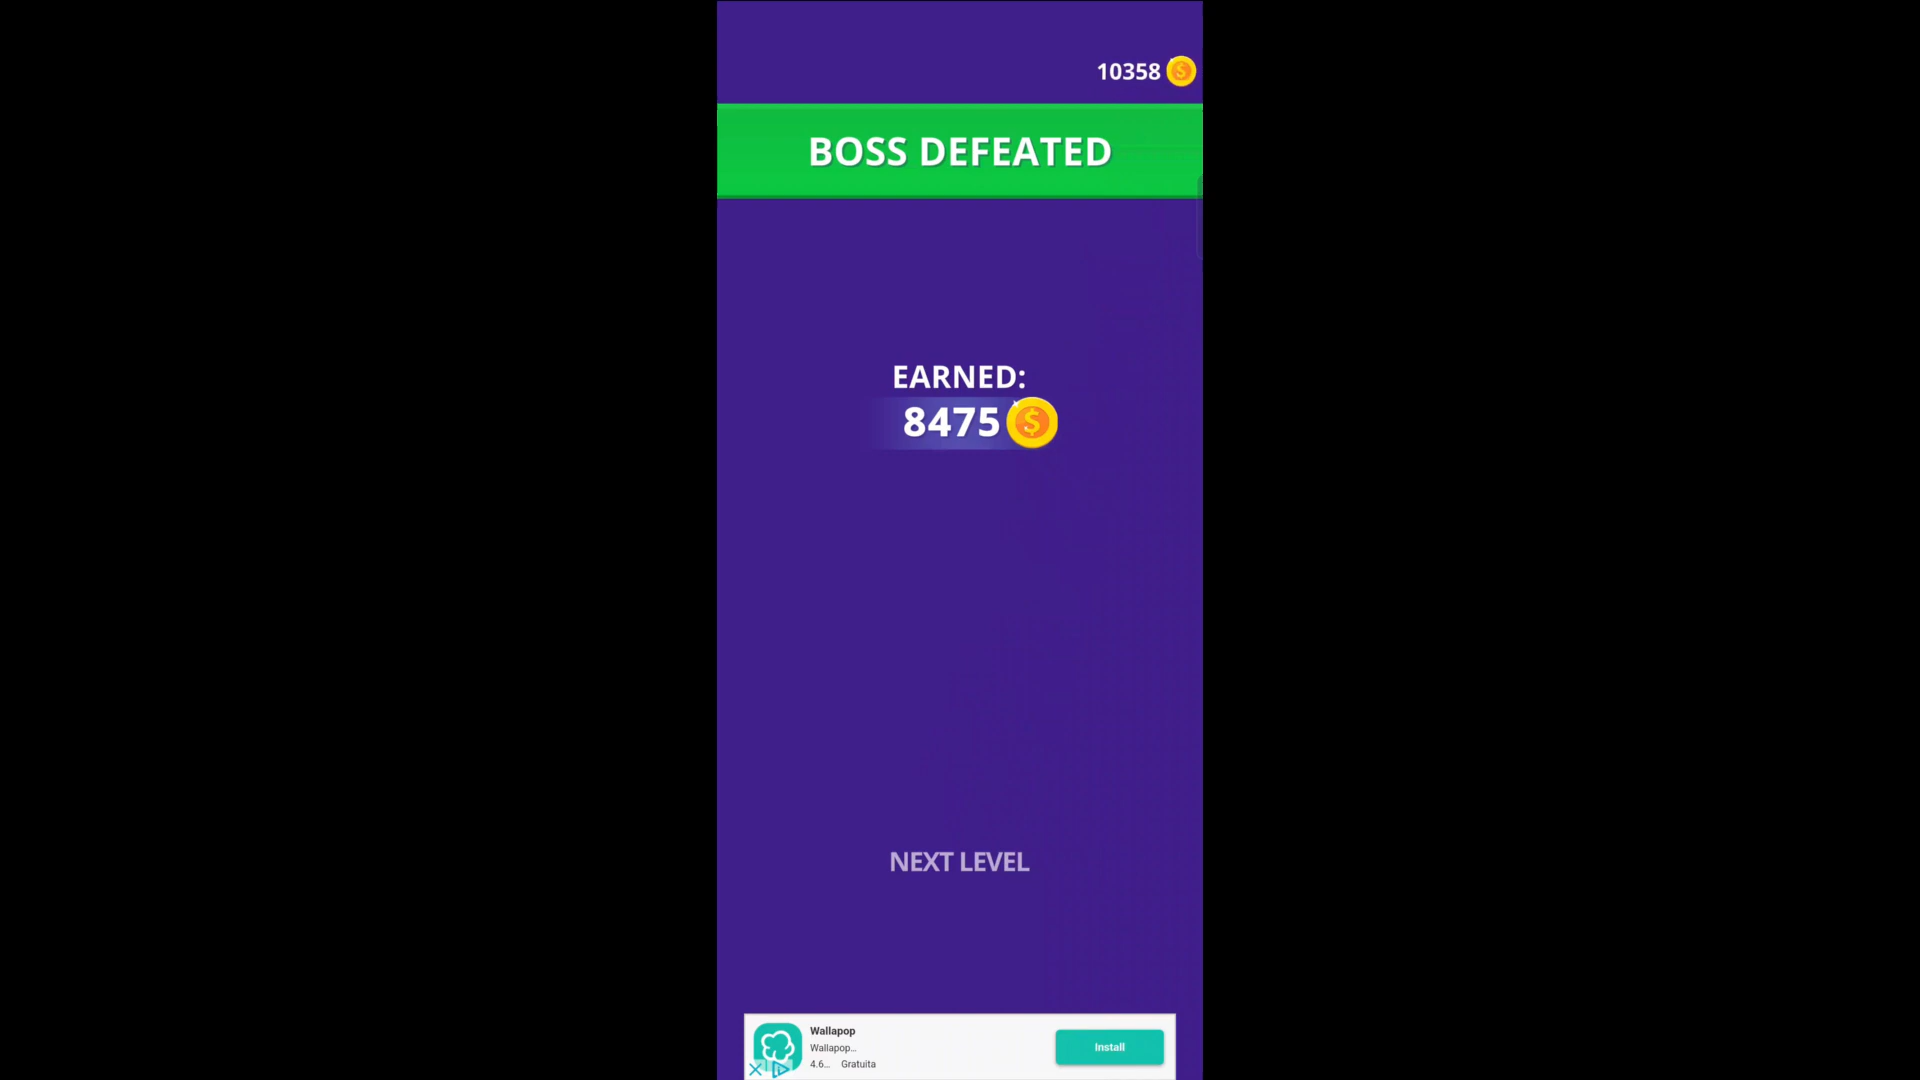 10358
BOSS DEFEATED
EARNED:
8475
NEXT LEVEL
Wallapop
Wallapop...
4.6... Gratuita
Install